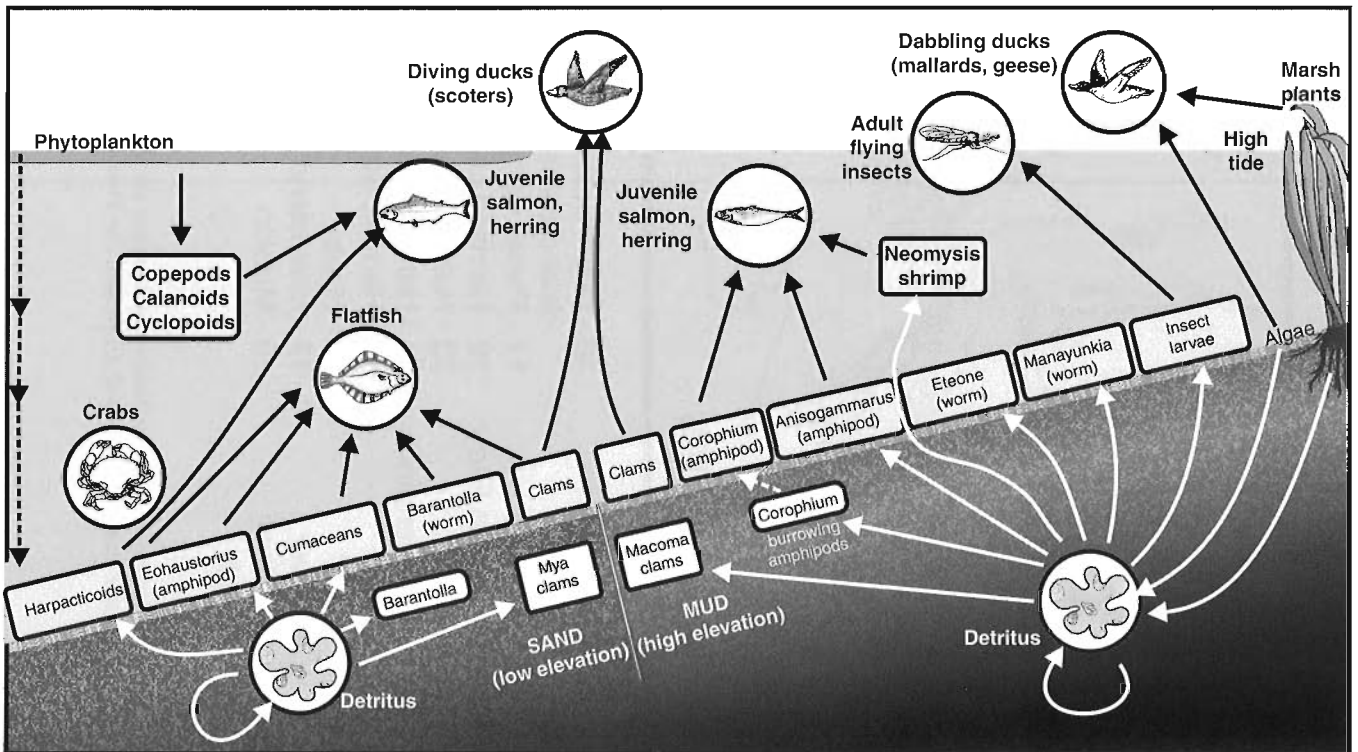 Diving ducks
(scoters)
Dabbling ducks
(mallards, geese)
Marsh
plants
Adult
flying
insects
High
tide
Phytoplankton
Juvenile
salmon,
herring
Juvenile
salmon,
herring
Neomysis
shrimp
Copepods
Calanoids
Cyclopoids
Flatfish
Crabs
Insect
larvae
Algae
Manayunkia
(worm)
Eteone
(worm)
Anisogammarus
(amphipod)
Corophium
(amphipod)
Clams
Clams
Barantolla
(worm)
Cumaceans
Eohaustorius
(amphipod)
Harpacticoids
Corophium
burrowing
amphipods
Macoma
clams
Mya
clams
Barantolla
MUD
(high elevation)
SAND
(low elevation)
Detritus
Detritus